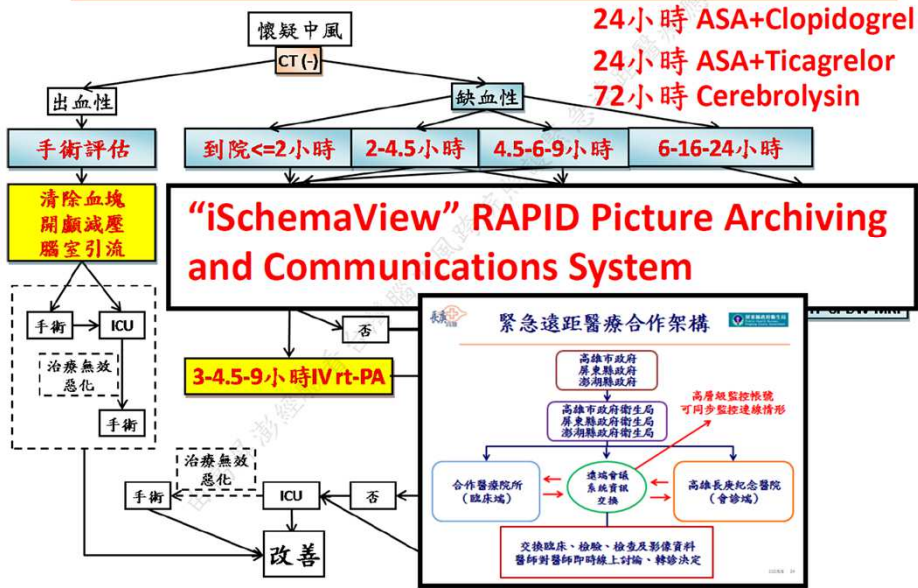 懷疑中風
24小時 ASA+Clopidogrel
24小時 ASA+Ticagrelor
72小時 Cerebrolysin
CT (-)
出血性
缺血性
手術評估
到院<=2小時
2-4.5小時
4.5-6-9小時
6-16-24小時
清除血塊
開顱減壓
腦室引流
“iSchemaView” RAPID Picture Archiving
and Communications System
手術
ICU
治療無效
惡化
手術
否
3-4.5-9小時IV rt-PA
治療無效
惡化
手術
ICU
否
改善
長庚
緊急遠距醫療合作架構
高雄市政府
屏東縣政府
澎湖縣政府
高層級監控帳號
可同步監控連線情形
高雄市政府衛生局
屏東縣政府衛生局
澎湖縣政府衛生局
合作醫療院所
(臨床端)
遠端會議
系統資訊
交換
高雄長庚紀念醫院
(會診端)
交換臨床、檢驗、檢查及影像資料
醫師對醫師即時線上討論、轉診決定